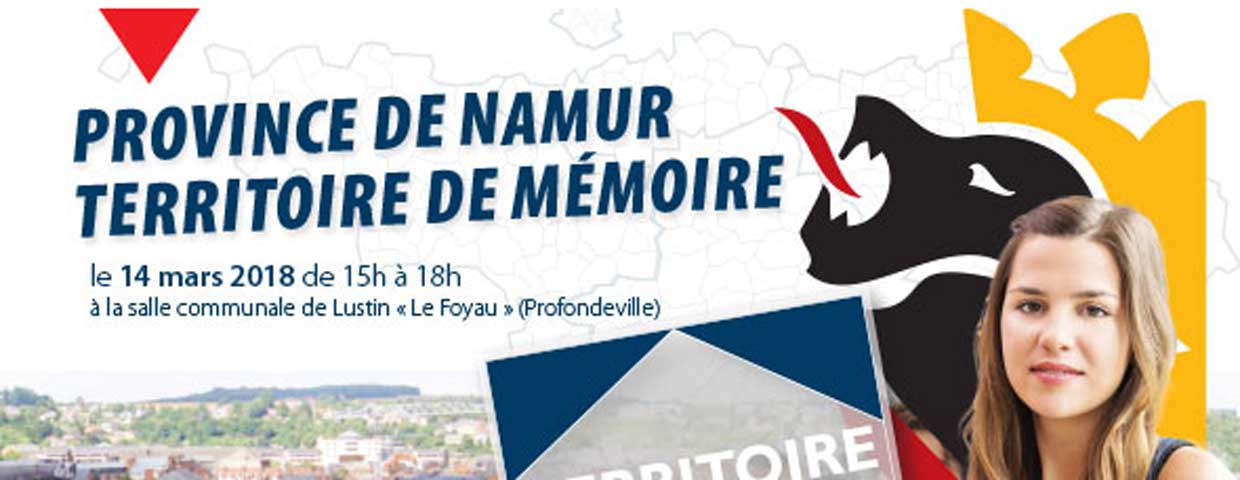 PROVINCE DE NAMUR
TERRITOIRE DE MÉMOIRE
le 14 mars 2018 de 15h à 18h
à la salle communale de Lustin « Le Foyau » (Profondeville)
TERRITOIRE